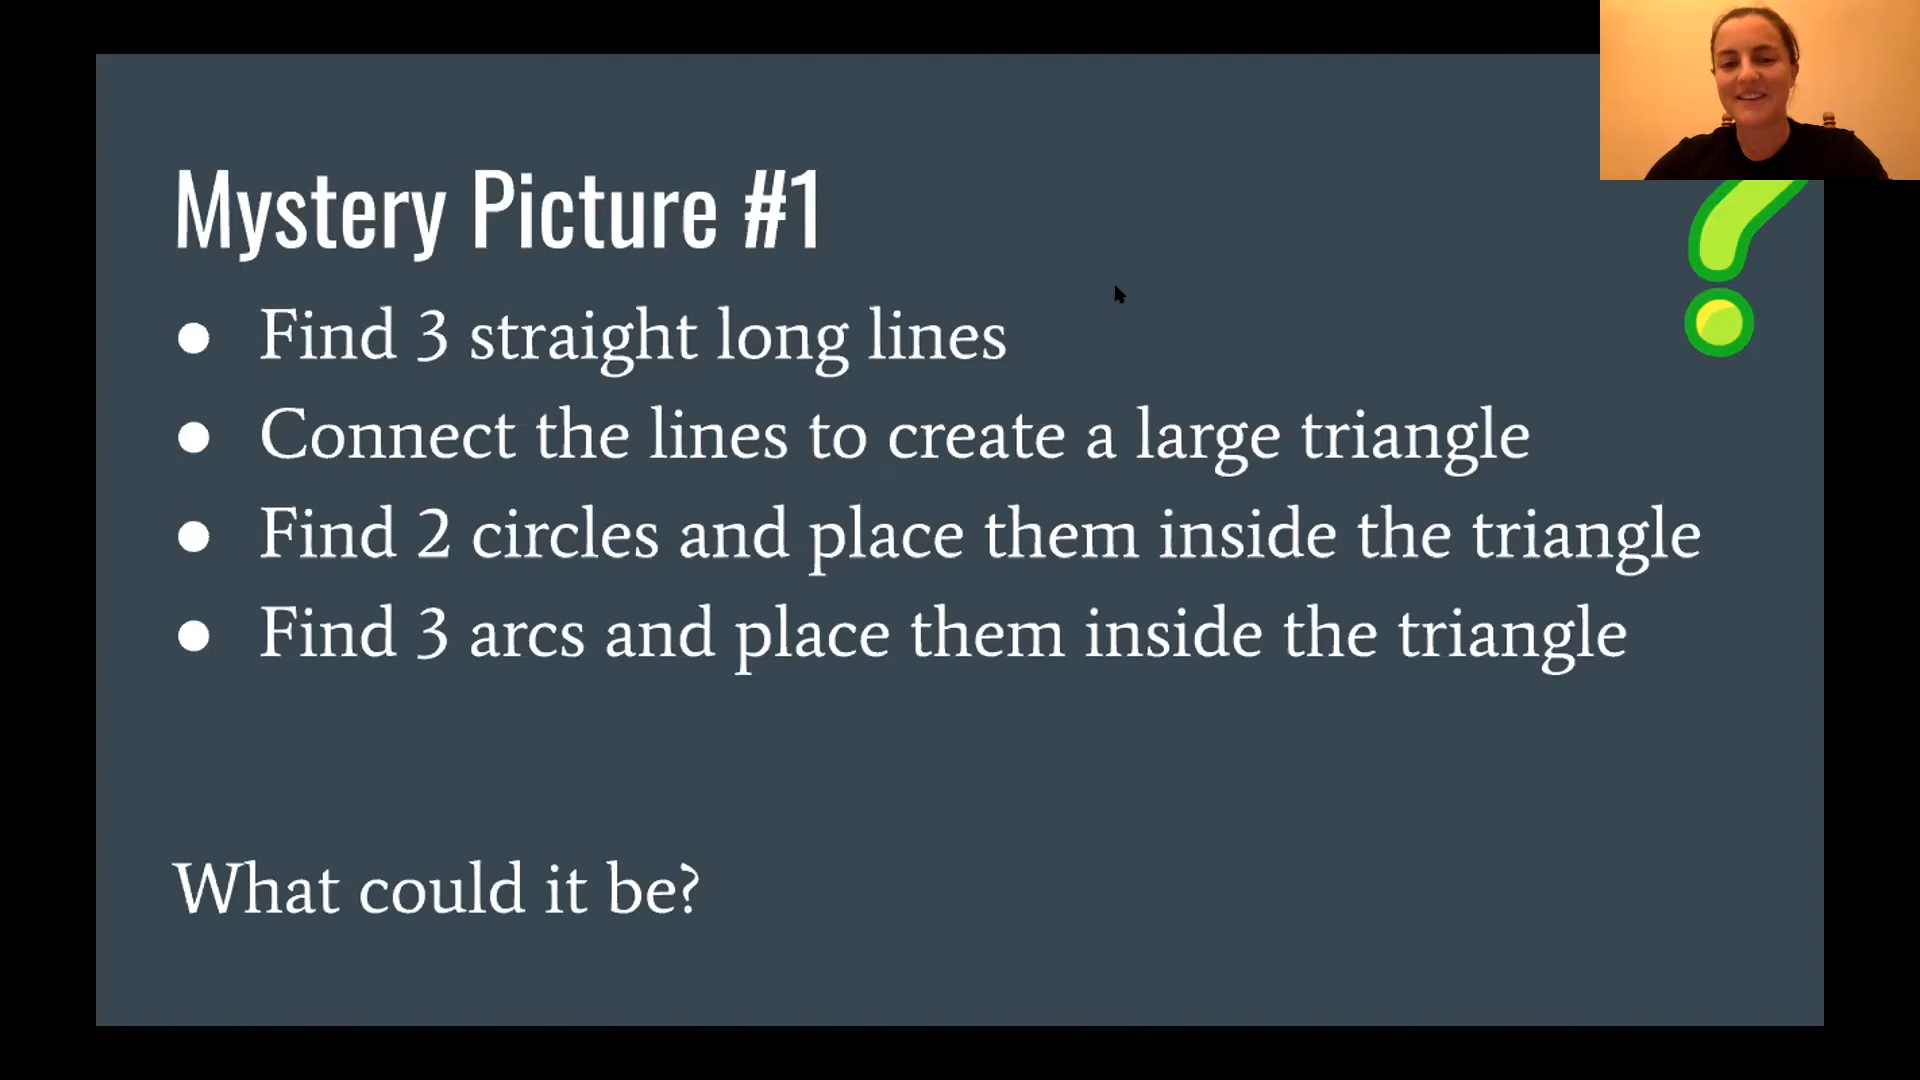 Mystery Picture #1
● Find 3 straight long lines
● Connect the lines to create a large triangle
● Find 2 circles and place them inside the triangle
● Find 3 arcs and place them inside the triangle
What could it be?